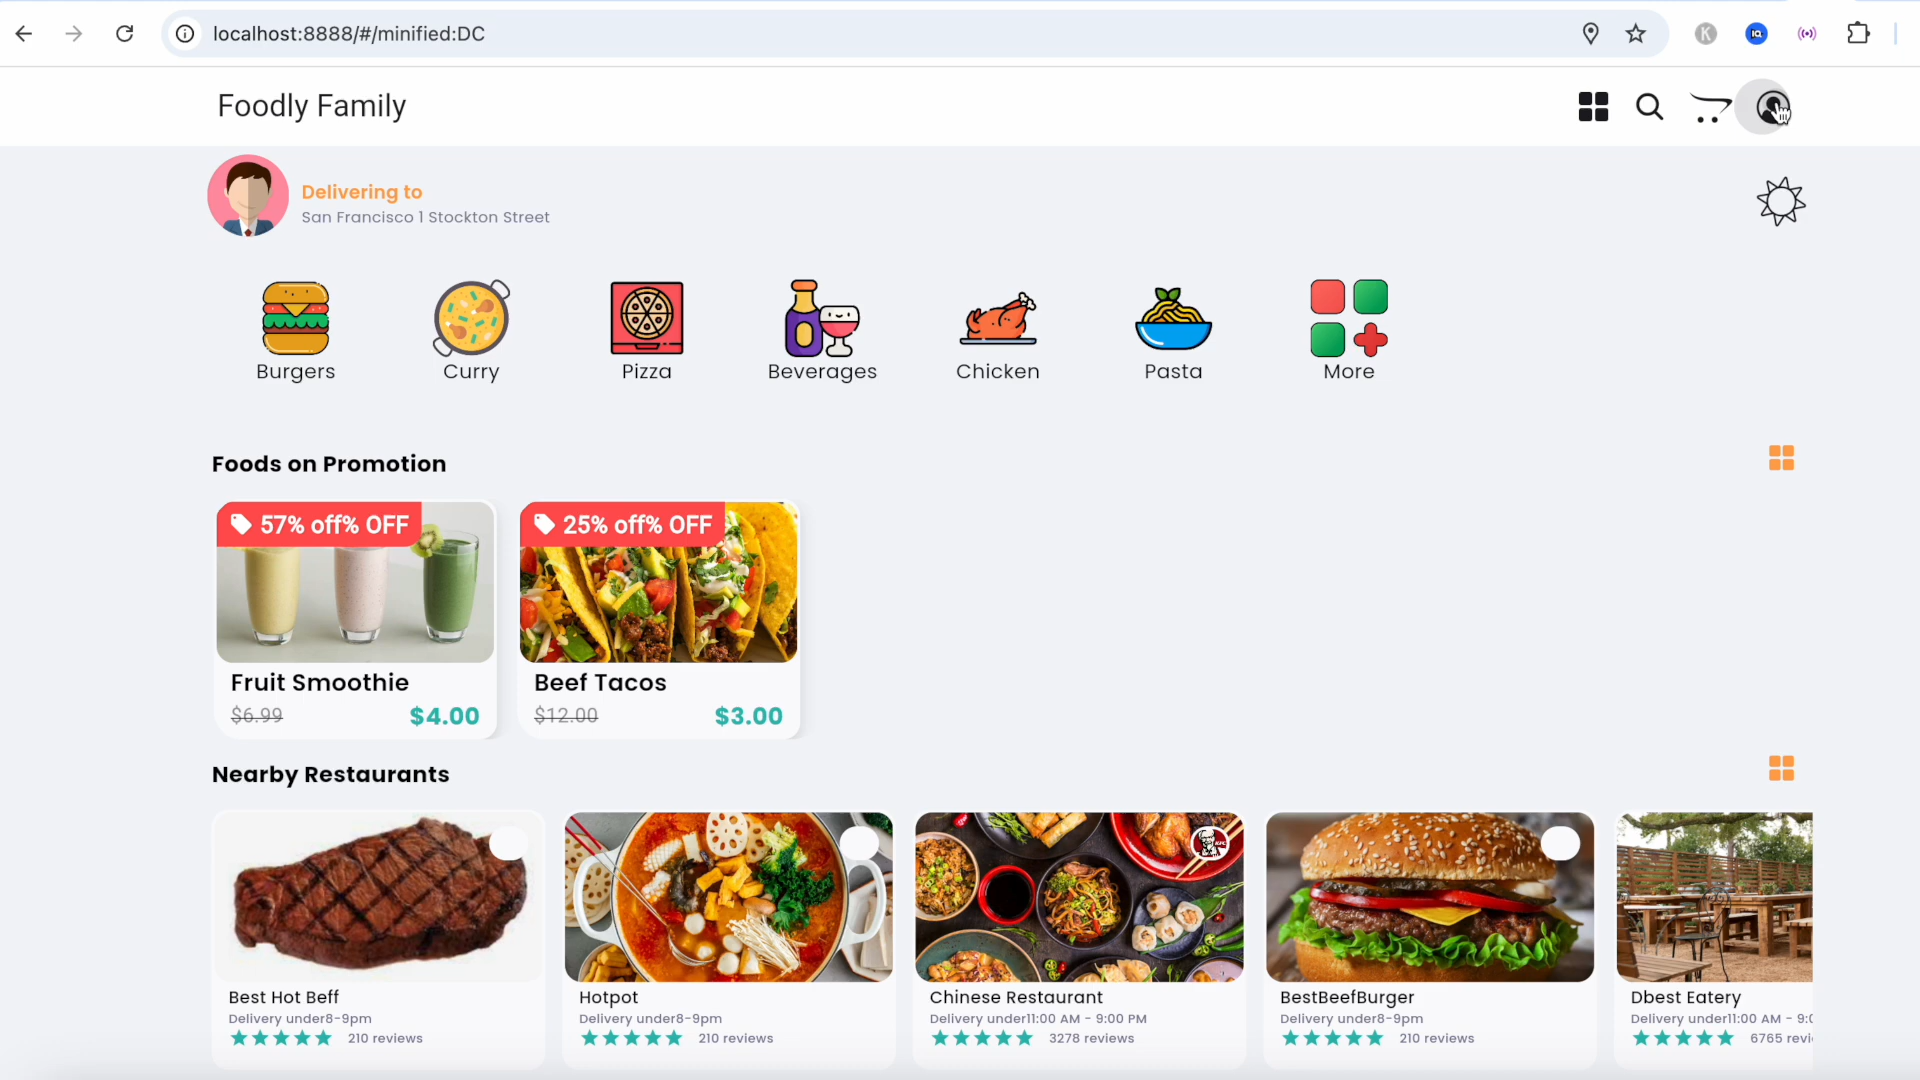 localhost:8888/#/minified:DC
Foodly Family
Delivering to
San Francisco 1 Stockton Street
Burgers
Curry
Pizza
Beverages
Chicken
Pasta
More
Foods on Promotion
57% off% OFF
25% off% OFF
Fruit Smoothie
$6.99 $4.00
Beef Tacos
$12.00 $3.00
Nearby Restaurants
Best Hot Beff
Delivery under8-9pm
210 reviews
Hotpot
Delivery under8-9pm
210 reviews
KFC
Chinese Restaurant
Delivery under11:00 AM - 9:00 PM
3278 reviews
BestBeefBurger
Delivery under8-9pm
210 reviews
Dbest Eatery
Delivery under11:00 AM - 9:0
6765 revi